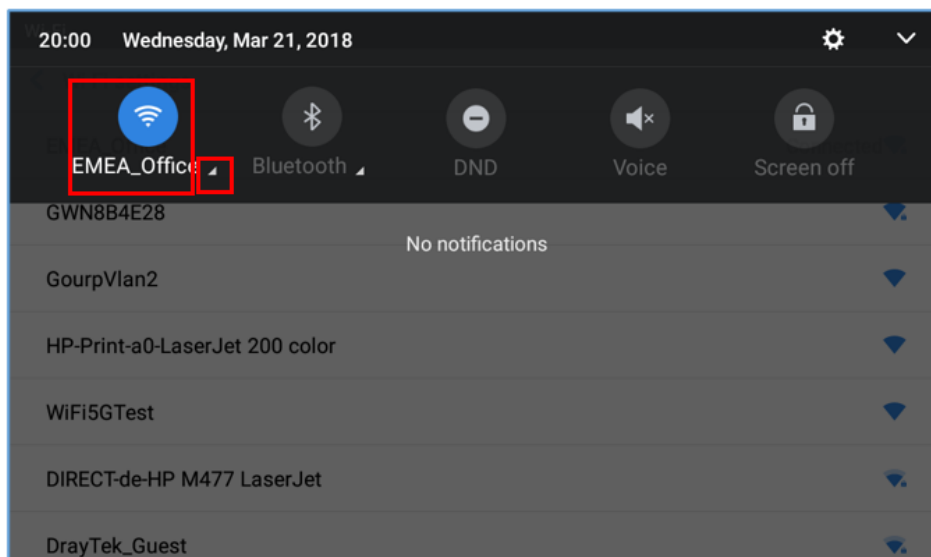 20:00 Wednesday, Mar 21, 2018
EMEA_Office Bluetooth DND Voice Screen off
No notifications
GWN8B4E28
GourpVlan2
HP-Print-a0-LaserJet 200 color
WiFi5GTest
DIRECT-de-HP M477 LaserJet
DrayTek_Guest